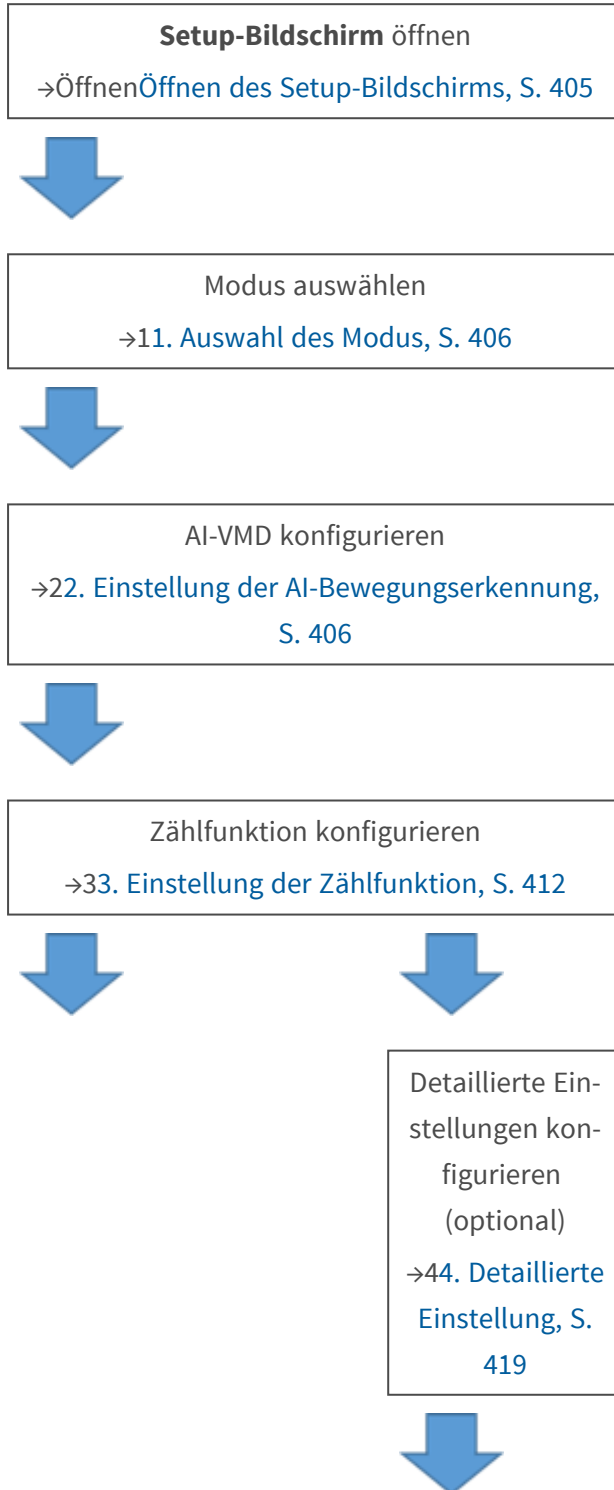 Setup-Bildschirm öffnen
→ÖffnenÖffnen des Setup-Bildschirms, S. 405
Modus auswählen
→11. Auswahl des Modus, S. 406
AI-VMD konfigurieren
→22. Einstellung der AI-Bewegungserkennung,
S. 406
Zählfunktion konfigurieren
→33. Einstellung der Zählfunktion, S. 412
Detaillierte Ein-
stellungen kon-
figurieren
(optional)
→44. Detaillierte
Einstellung, S.
419